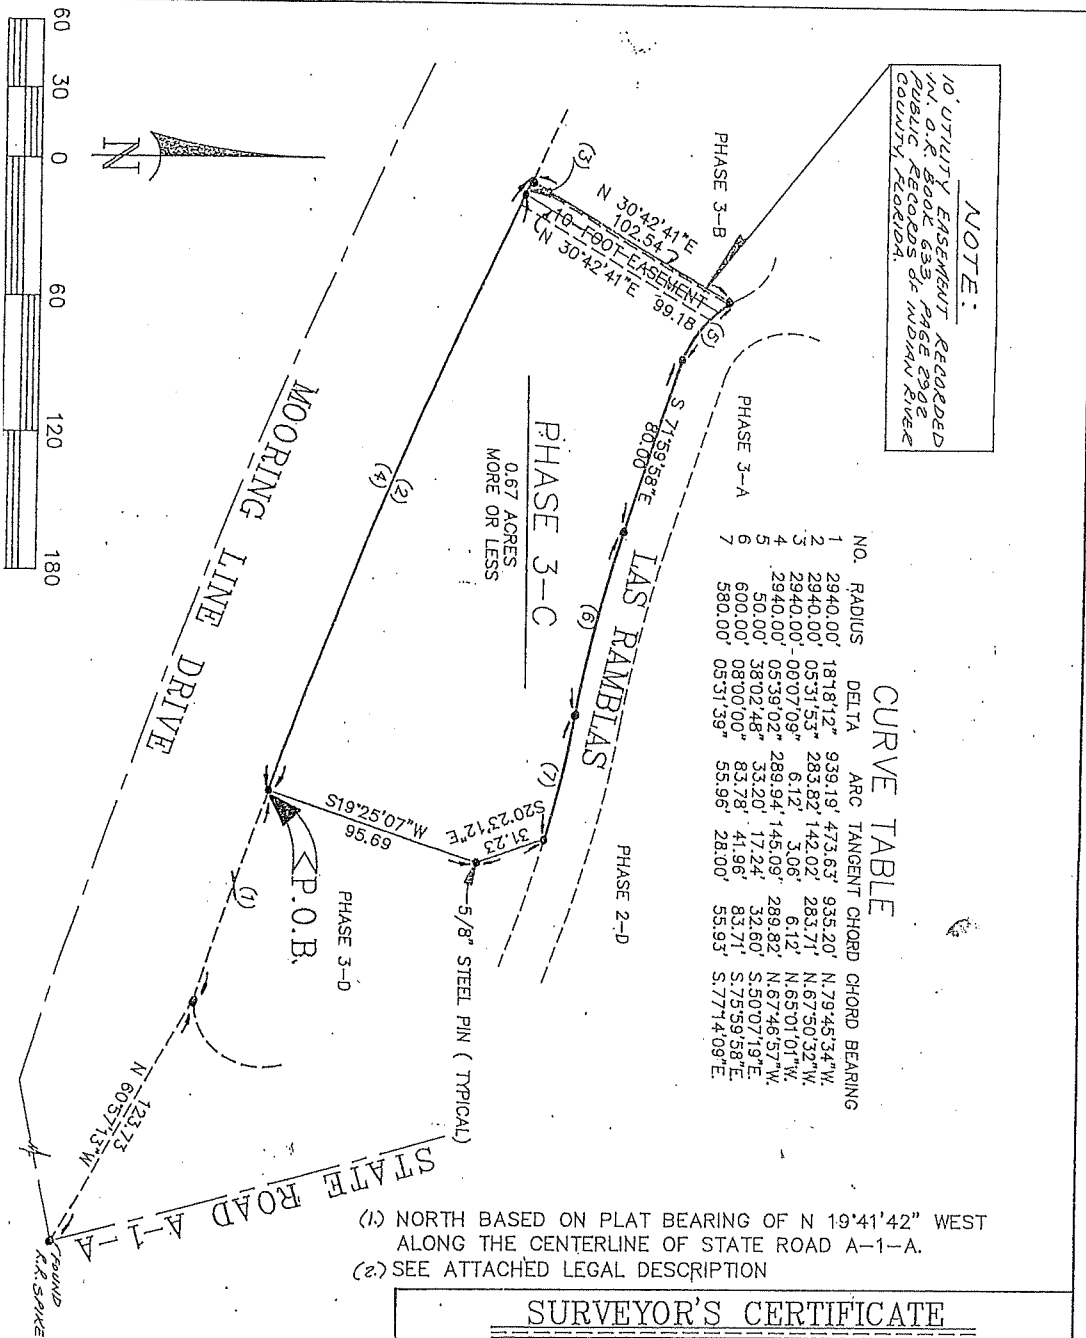 NOTE:
10' UTILITY EASEMENT RECORDED
IN. O.R. BOOK 633 PAGE 2902
PUBLIC RECORDS OF INDIAN RIVER
COUNTY, FLORIDA.
CURVE TABLE
NO. RADIUS DELTA ARC TANGENT CHORD CHORD BEARING
1 2940.00' 18°18'12" 939.19' 473.63' 935.20' N.79°45'34"W.
2 2940.00' 05°31'53" 283.82' 142.02' 283.71' N.67°50'32"W.
3 2940.00' 00°07'09" 6.12' 3.06' 6.12' N.65°01'01"W.
4 2940.00' 05°39'02" 289.94' 145.09' 289.82' N.67°46'57"W.
5 50.00' 38°02'48" 33.20' 17.24' 32.60' S.50°07'19"E.
6 600.00' 08°00'00" 83.78' 41.96' 83.71' S.75°59'58"E.
7 580.00' 05°31'39" 55.96' 28.00' 55.93' S.77°14'09"E.
PHASE 3-B
PHASE 3-A
PHASE 2-D
(3)
N 30°42'41"E
102.54
10 FOOT EASEMENT
N 30°42'41"E 99.18
(5)
S 71°59'58"E
80.00
LAS RAMBLAS
(6)
(7)
PHASE 3-C
0.67 ACRES
MORE OR LESS
(2)
(4)
S20°23'12"E
31.23
S19°25'07"W
95.69
5/8" STEEL PIN ( TYPICAL)
P.O.B.
PHASE 3-D
(1)
MOORING LINE DRIVE
123.73
N 60°57'13"W
STATE ROAD A-1-A
FOUND
R.R. SPIKE
N
60 30 0 60 120 180
(1.) NORTH BASED ON PLAT BEARING OF N 19°41'42" WEST
ALONG THE CENTERLINE OF STATE ROAD A-1-A.
(2.) SEE ATTACHED LEGAL DESCRIPTION
SURVEYOR'S CERTIFICATE